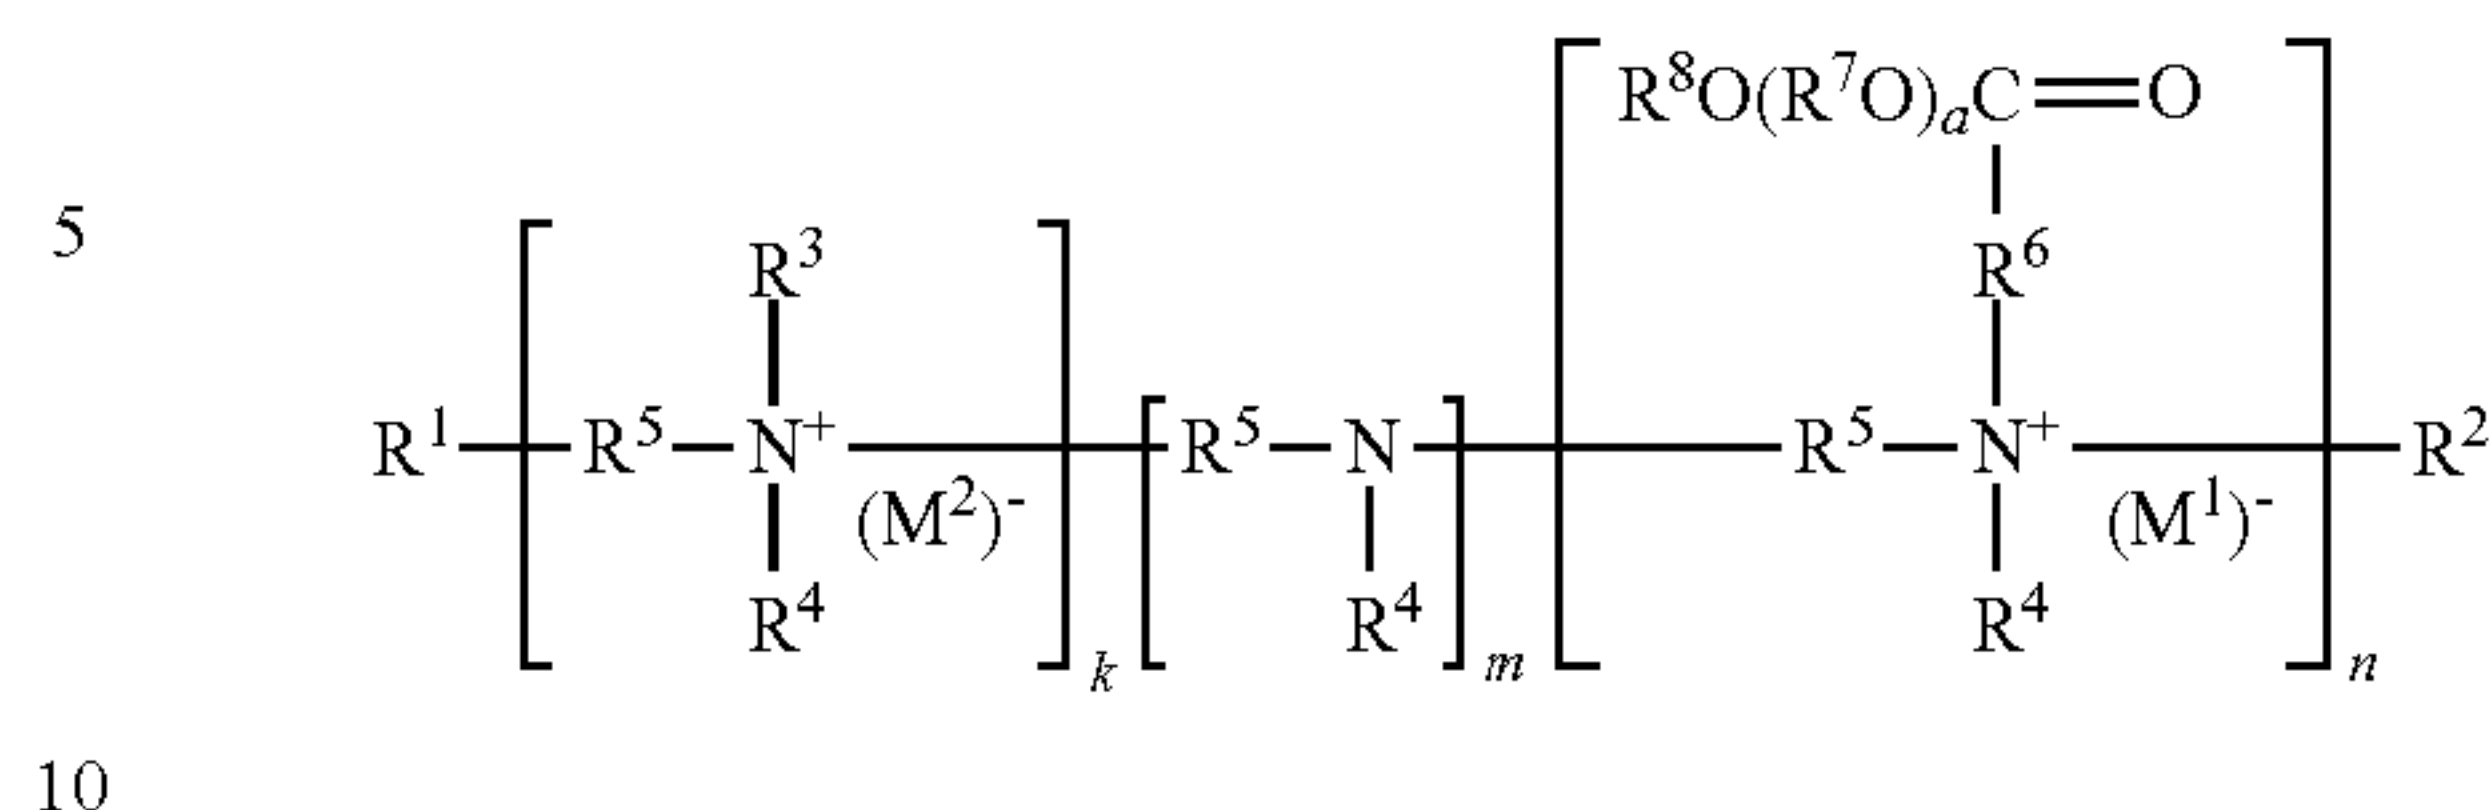 R⁸O(R⁷O)ₐC=O
5
R³ R⁶
R¹ R⁵ N⁺ R⁵ N R⁵ N⁺ R²
(M²)⁻ (M¹)⁻
R⁴ R⁴ R⁴
k m n
10